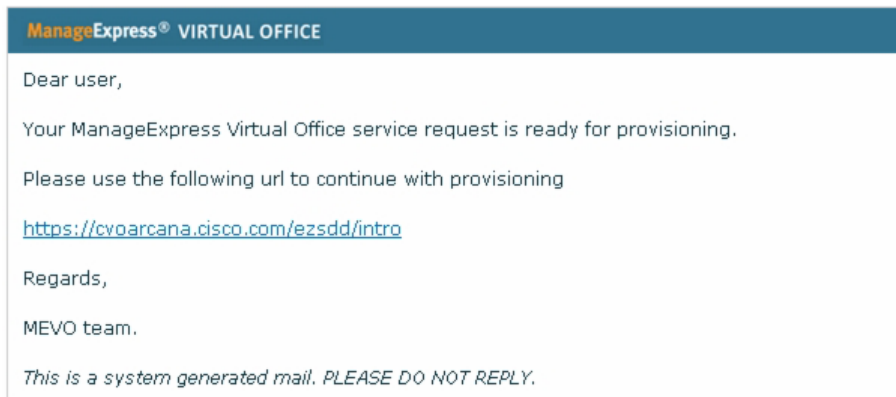 ManageExpress® VIRTUAL OFFICE
Dear user,
Your ManageExpress Virtual Office service request is ready for provisioning.
Please use the following url to continue with provisioning
https://cvoarcana.cisco.com/ezsdd/intro
Regards,
MEVO team.
This is a system generated mail. PLEASE DO NOT REPLY.